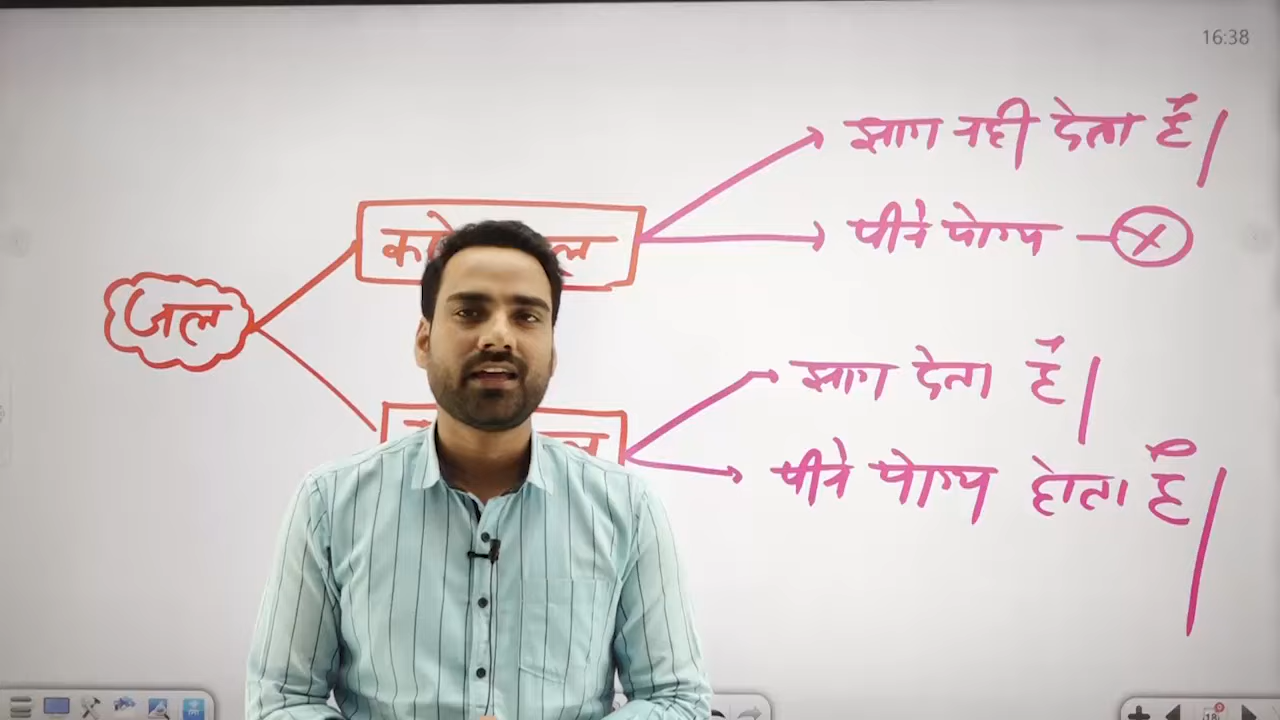 16:38
झाग नही देता है।
पीने योग्य
जल
झाग देता है।
पीने योग्य होता है।